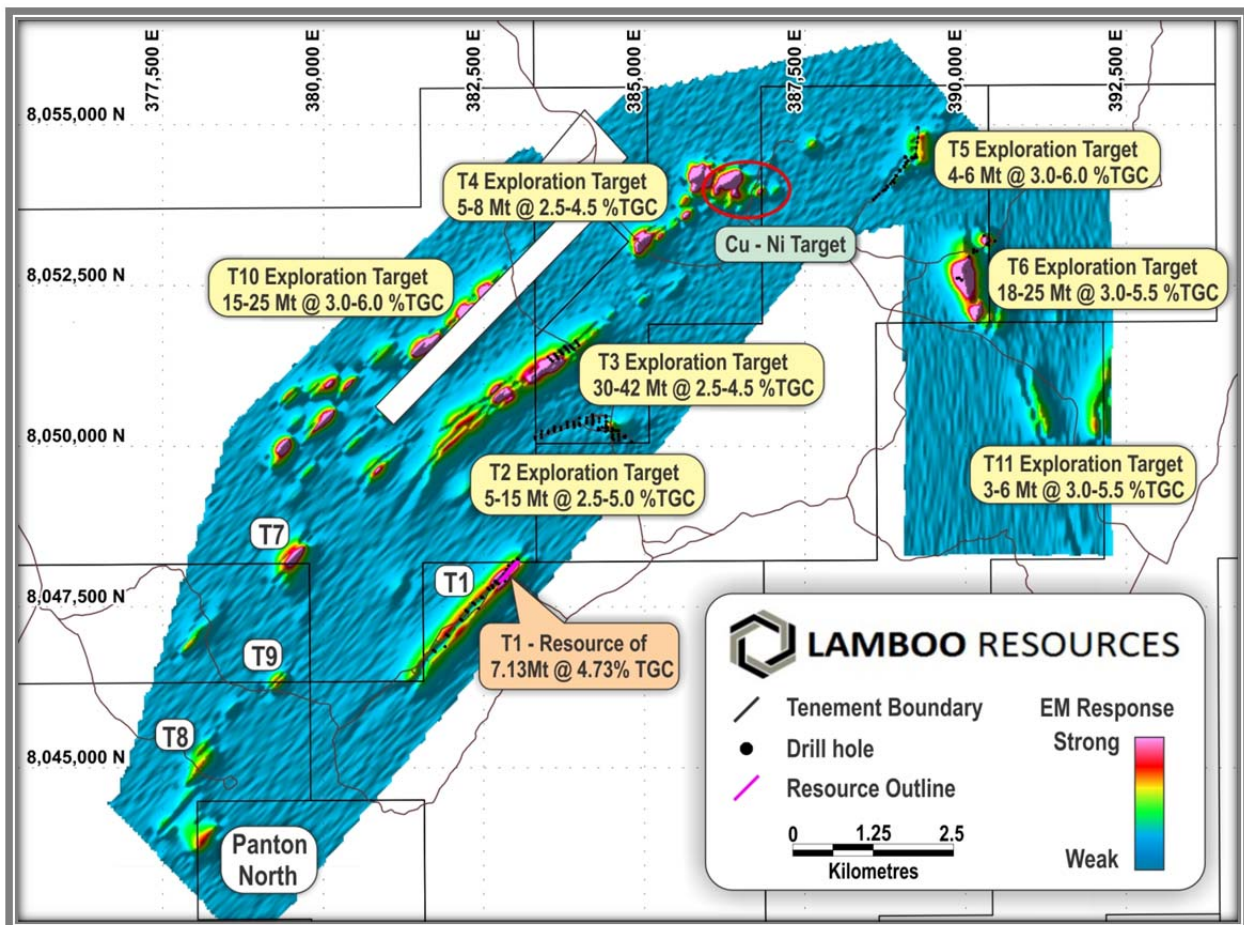 377,500 E
380,000 E
382,500 E
385,000 E
387,500 E
390,000 E
392,500 E
8,055,000 N
8,052,500 N
8,050,000 N
8,047,500 N
8,045,000 N
T4 Exploration Target
5-8 Mt @ 2.5-4.5 %TGC
T5 Exploration Target
4-6 Mt @ 3.0-6.0 %TGC
Cu - Ni Target
T10 Exploration Target
15-25 Mt @ 3.0-6.0 %TGC
T6 Exploration Target
18-25 Mt @ 3.0-5.5 %TGC
T3 Exploration Target
30-42 Mt @ 2.5-4.5 %TGC
T2 Exploration Target
5-15 Mt @ 2.5-5.0 %TGC
T11 Exploration Target
3-6 Mt @ 3.0-5.5 %TGC
T7
T1
T1 - Resource of
7.13Mt @ 4.73% TGC
T9
T8
Panton
North
LAMBOO RESOURCES
Tenement Boundary
Drill hole
Resource Outline
0 1.25 2.5
Kilometres
EM Response
Strong
Weak